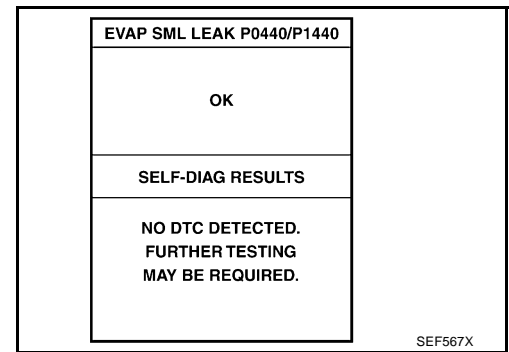 EVAP SML LEAK P0440/P1440
OK
SELF-DIAG RESULTS
NO DTC DETECTED.
FURTHER TESTING
MAY BE REQUIRED.
SEF567X